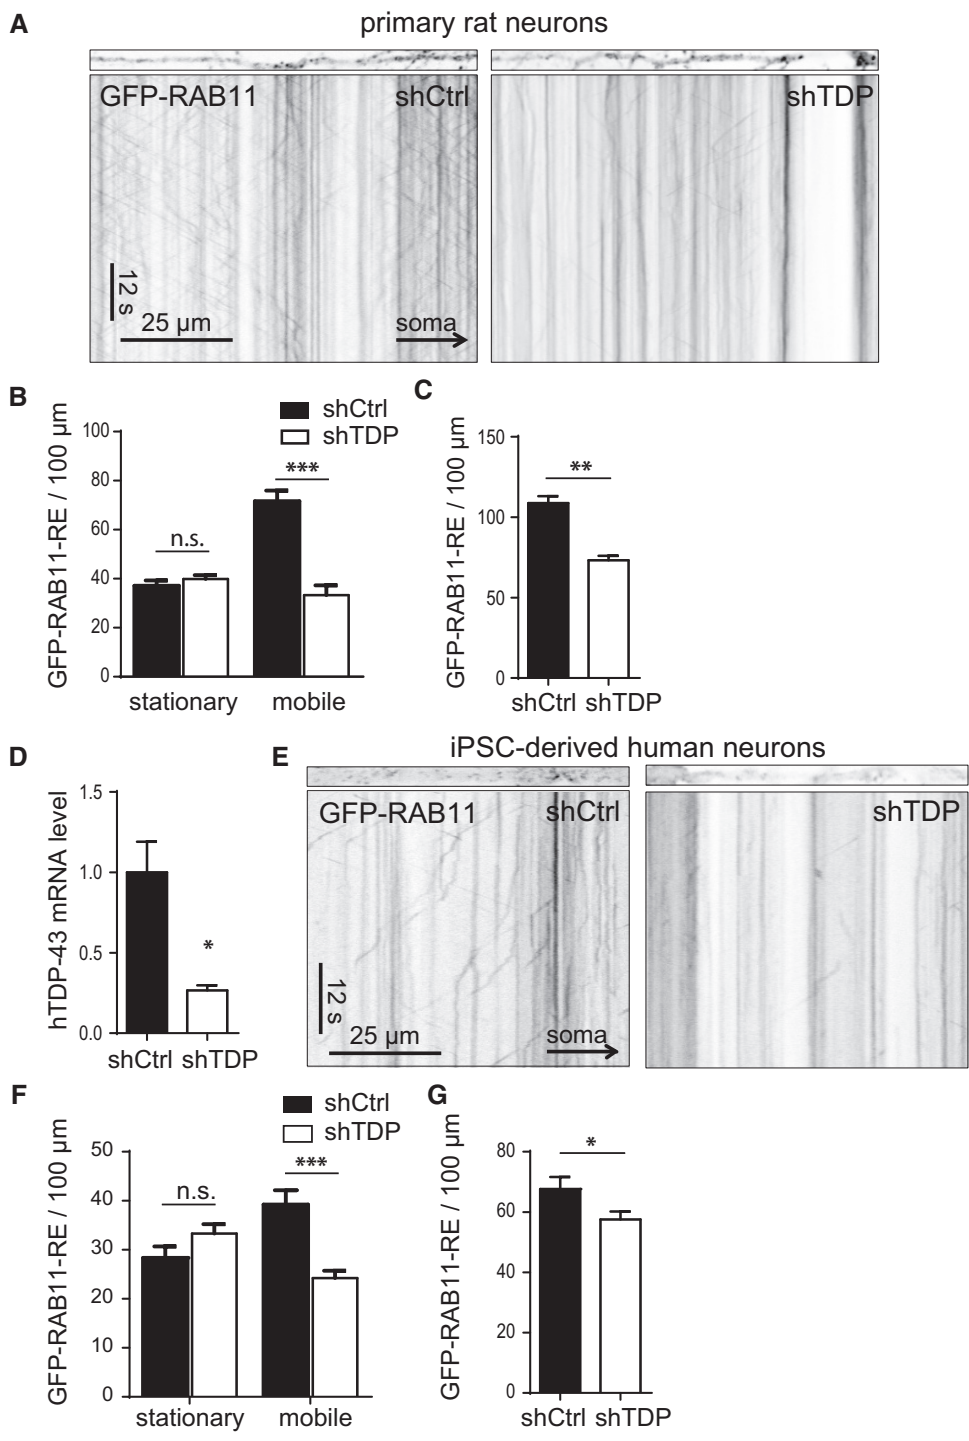 A
primary rat neurons
GFP-RAB11 shCtrl
shTDP
12 s
25 µm
soma
B
shCtrl
shTDP
GFP-RAB11-RE / 100 µm
100
80
60
40
20
0
n.s.
***
stationary
mobile
C
GFP-RAB11-RE / 100 µm
150
100
50
0
**
shCtrl shTDP
D
hTDP-43 mRNA level
1.5
1.0
0.5
0.0
*
shCtrl shTDP
E
iPSC-derived human neurons
GFP-RAB11 shCtrl
shTDP
12 s
25 µm
soma
F
shCtrl
shTDP
GFP-RAB11-RE / 100 µm
50
40
30
20
10
0
n.s.
***
stationary
mobile
G
GFP-RAB11-RE / 100 µm
80
60
40
20
0
*
shCtrl shTDP